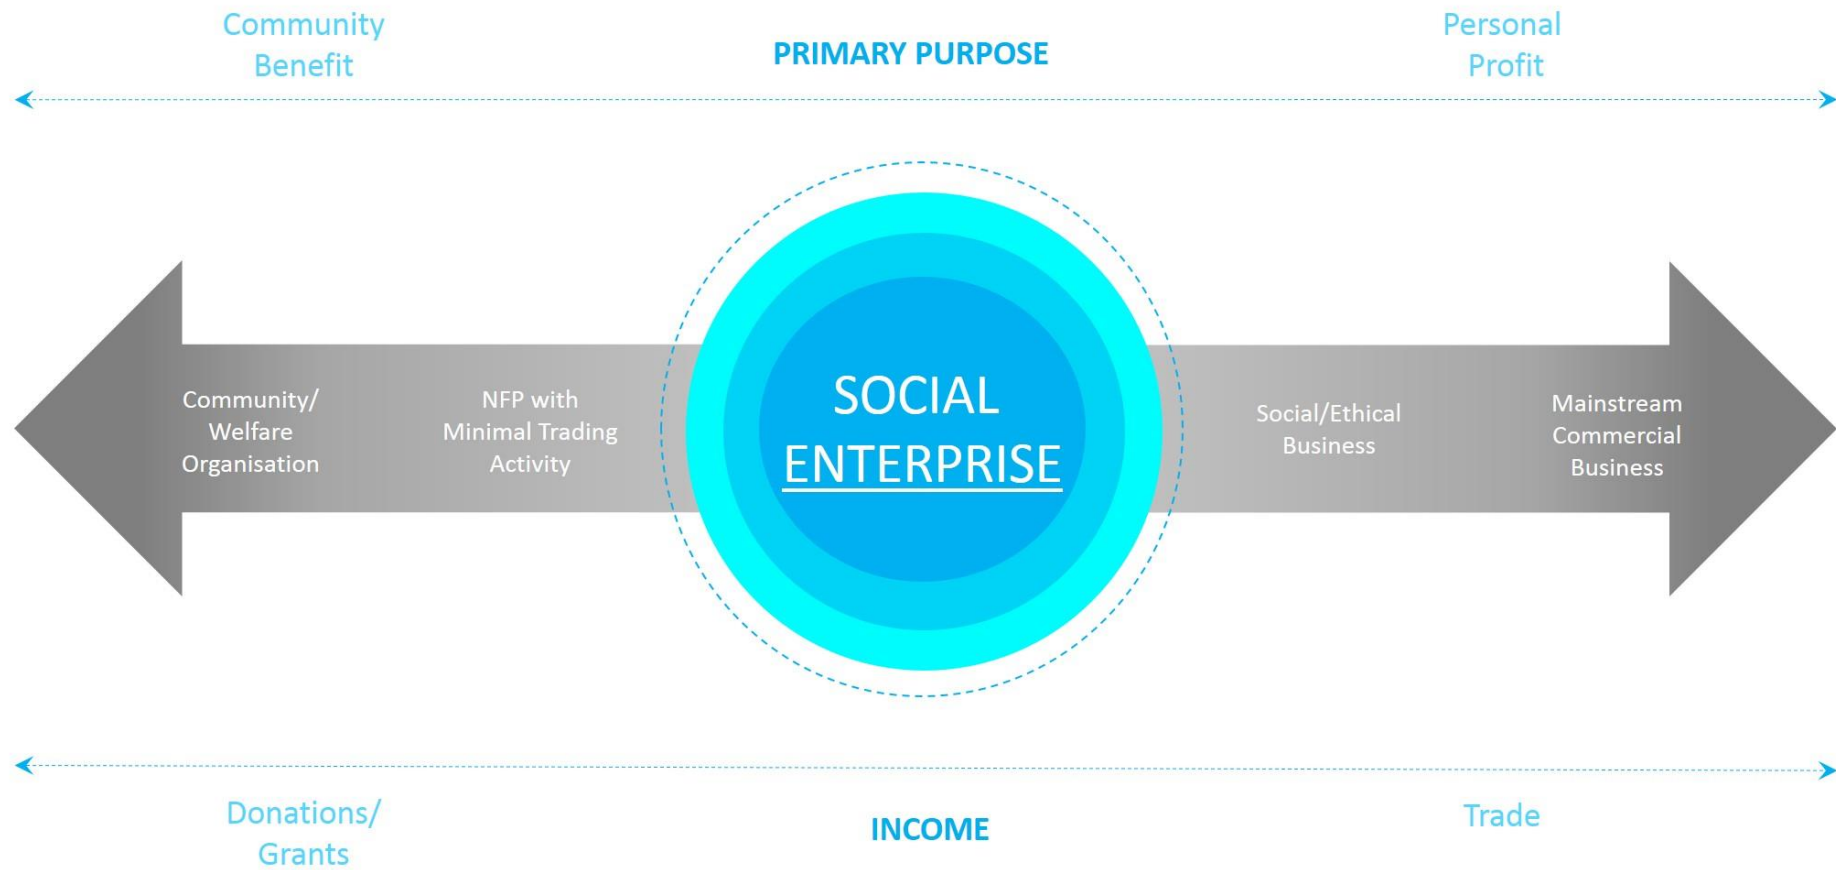 Community
Benefit
PRIMARY PURPOSE
Personal
Profit
Community/
Welfare
Organisation
NFP with
Minimal Trading
Activity
SOCIAL
ENTERPRISE
Social/Ethical
Business
Mainstream
Commercial
Business
Donations/
Grants
INCOME
Trade